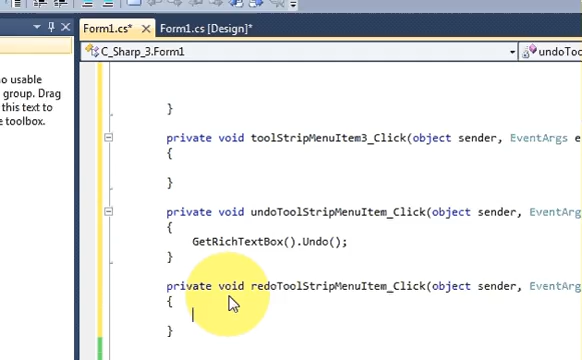 Form1.cs* Form1.cs [Design]*
C_Sharp_3.Form1
undoToo
no usable
group. Drag
this text to
e toolbox.
}
private void toolStripMenuItem3_Click(object sender, EventArgs e
{
}
private void undoToolStripMenuItem_Click(object sender, EventArg
{
GetRichTextBox().Undo();
}
private void redoToolStripMenuItem_Click(object sender, EventArg
{
}